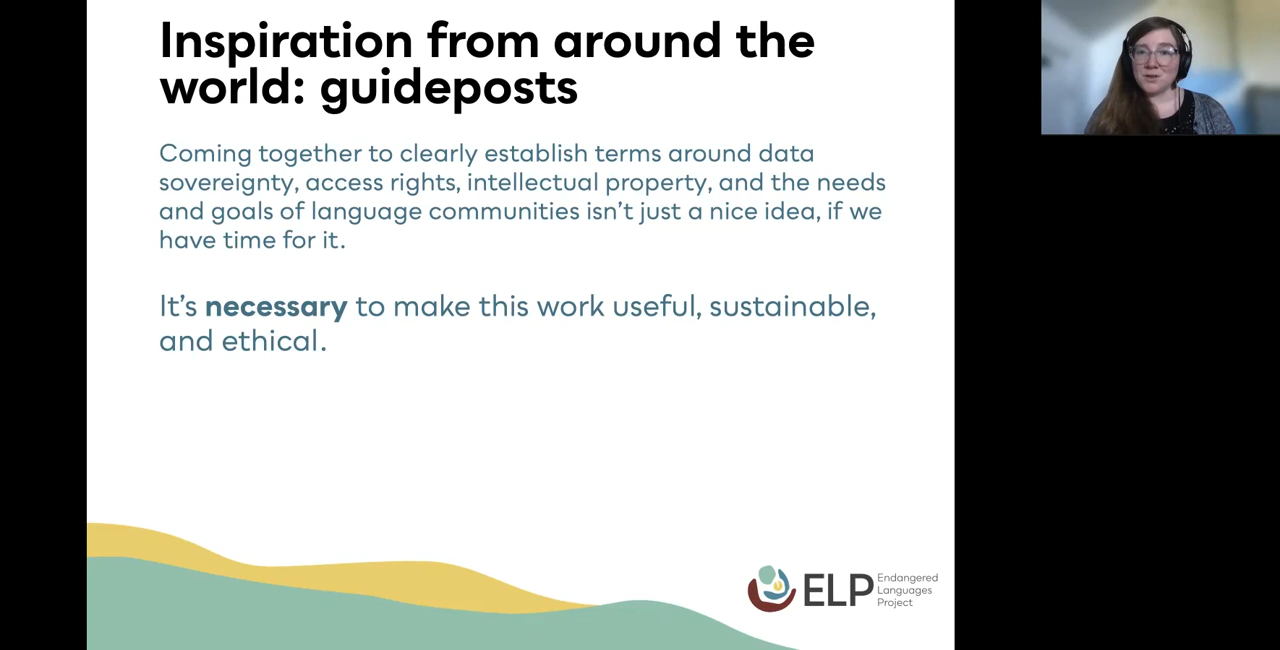 Inspiration from around the
world: guideposts
Coming together to clearly establish terms around data
sovereignty, access rights, intellectual property, and the needs
and goals of language communities isn’t just a nice idea, if we
have time for it.
It’s necessary to make this work useful, sustainable,
and ethical.
ELP
Endangered
Languages
Project